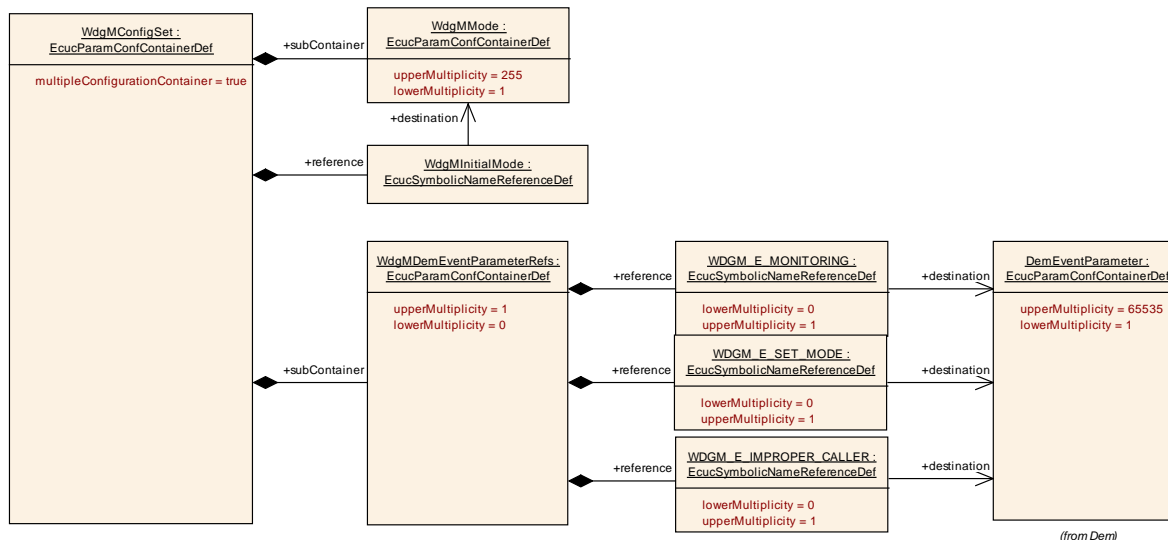 WdgMConfigSet :
EcucParamConfContainerDef
multipleConfigurationContainer = true
+subContainer
WdgMMode :
EcucParamConfContainerDef
upperMultiplicity = 255
lowerMultiplicity = 1
+destination
+reference
WdgMInitialMode :
EcucSymbolicNameReferenceDef
+subContainer
WdgMDemEventParameterRefs :
EcucParamConfContainerDef
upperMultiplicity = 1
lowerMultiplicity = 0
+reference
WDGM_E_MONITORING :
EcucSymbolicNameReferenceDef
lowerMultiplicity = 0
upperMultiplicity = 1
+destination
+reference
WDGM_E_SET_MODE :
EcucSymbolicNameReferenceDef
lowerMultiplicity = 0
upperMultiplicity = 1
+destination
+reference
WDGM_E_IMPROPER_CALLER :
EcucSymbolicNameReferenceDef
lowerMultiplicity = 0
upperMultiplicity = 1
+destination
DemEventParameter :
EcucParamConfContainerDef
upperMultiplicity = 65535
lowerMultiplicity = 1
(from Dem)